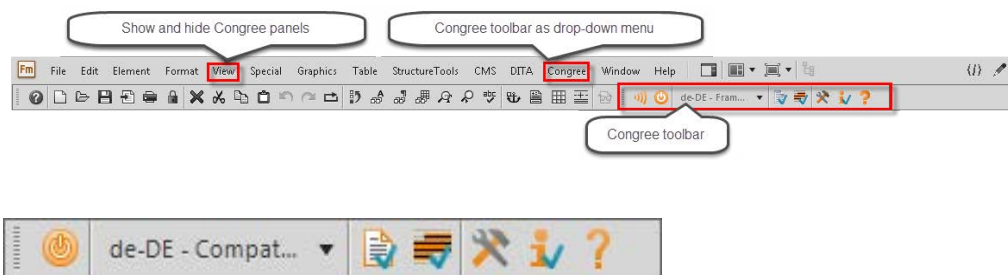 Show and hide Congree panels
Congree toolbar as drop-down menu
Fm File Edit Element Format View Special Graphics Table StructureTools CMS DITA Congree Window Help
de-DE - Fram...
Congree toolbar
de-DE - Compat...